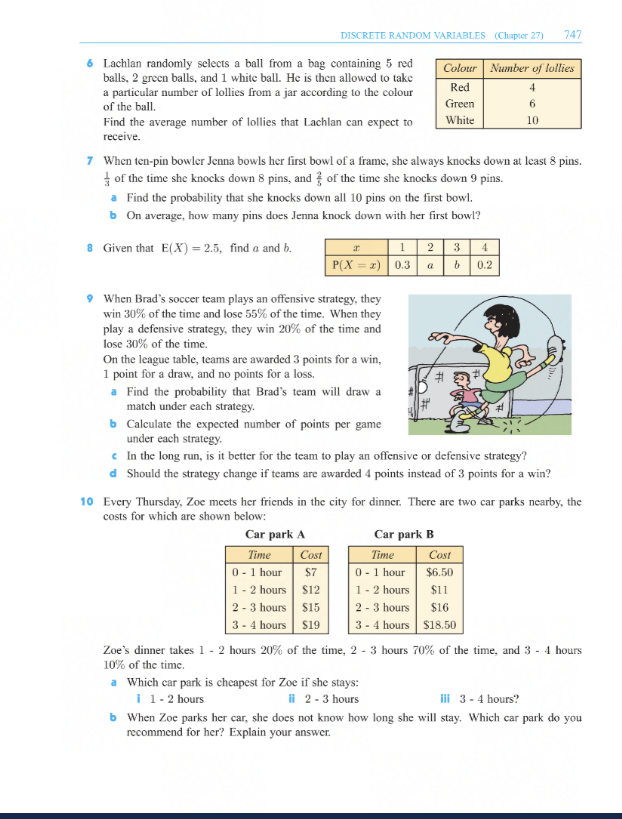 DISCRETE RANDOM VARIABLES (Chapter 27) 747
6 Lachlan randomly selects a ball from a bag containing 5 red
balls, 2 green balls, and 1 white ball. He is then allowed to take
a particular number of lollies from a jar according to the colour
of the ball.
Find the average number of lollies that Lachlan can expect to
receive.
Colour Number of lollies
Red 4
Green 6
White 10
7 When ten-pin bowler Jenna bowls her first bowl of a frame, she always knocks down at least 8 pins.
1/3 of the time she knocks down 8 pins, and 2/5 of the time she knocks down 9 pins.
a Find the probability that she knocks down all 10 pins on the first bowl.
b On average, how many pins does Jenna knock down with her first bowl?
8 Given that E(X) = 2.5, find a and b.
x 1 2 3 4
P(X = x) 0.3 a b 0.2
9 When Brad's soccer team plays an offensive strategy, they
win 30% of the time and lose 55% of the time. When they
play a defensive strategy, they win 20% of the time and
lose 30% of the time.
On the league table, teams are awarded 3 points for a win,
1 point for a draw, and no points for a loss.
a Find the probability that Brad's team will draw a
match under each strategy.
b Calculate the expected number of points per game
under each strategy.
c In the long run, is it better for the team to play an offensive or defensive strategy?
d Should the strategy change if teams are awarded 4 points instead of 3 points for a win?
10 Every Thursday, Zoe meets her friends in the city for dinner. There are two car parks nearby, the
costs for which are shown below:
Car park A
Time Cost
0 - 1 hour $7
1 - 2 hours $12
2 - 3 hours $15
3 - 4 hours $19
Car park B
Time Cost
0 - 1 hour $6.50
1 - 2 hours $11
2 - 3 hours $16
3 - 4 hours $18.50
Zoe's dinner takes 1 - 2 hours 20% of the time, 2 - 3 hours 70% of the time, and 3 - 4 hours
10% of the time.
a Which car park is cheapest for Zoe if she stays:
i 1 - 2 hours ii 2 - 3 hours iii 3 - 4 hours?
b When Zoe parks her car, she does not know how long she will stay. Which car park do you
recommend for her? Explain your answer.